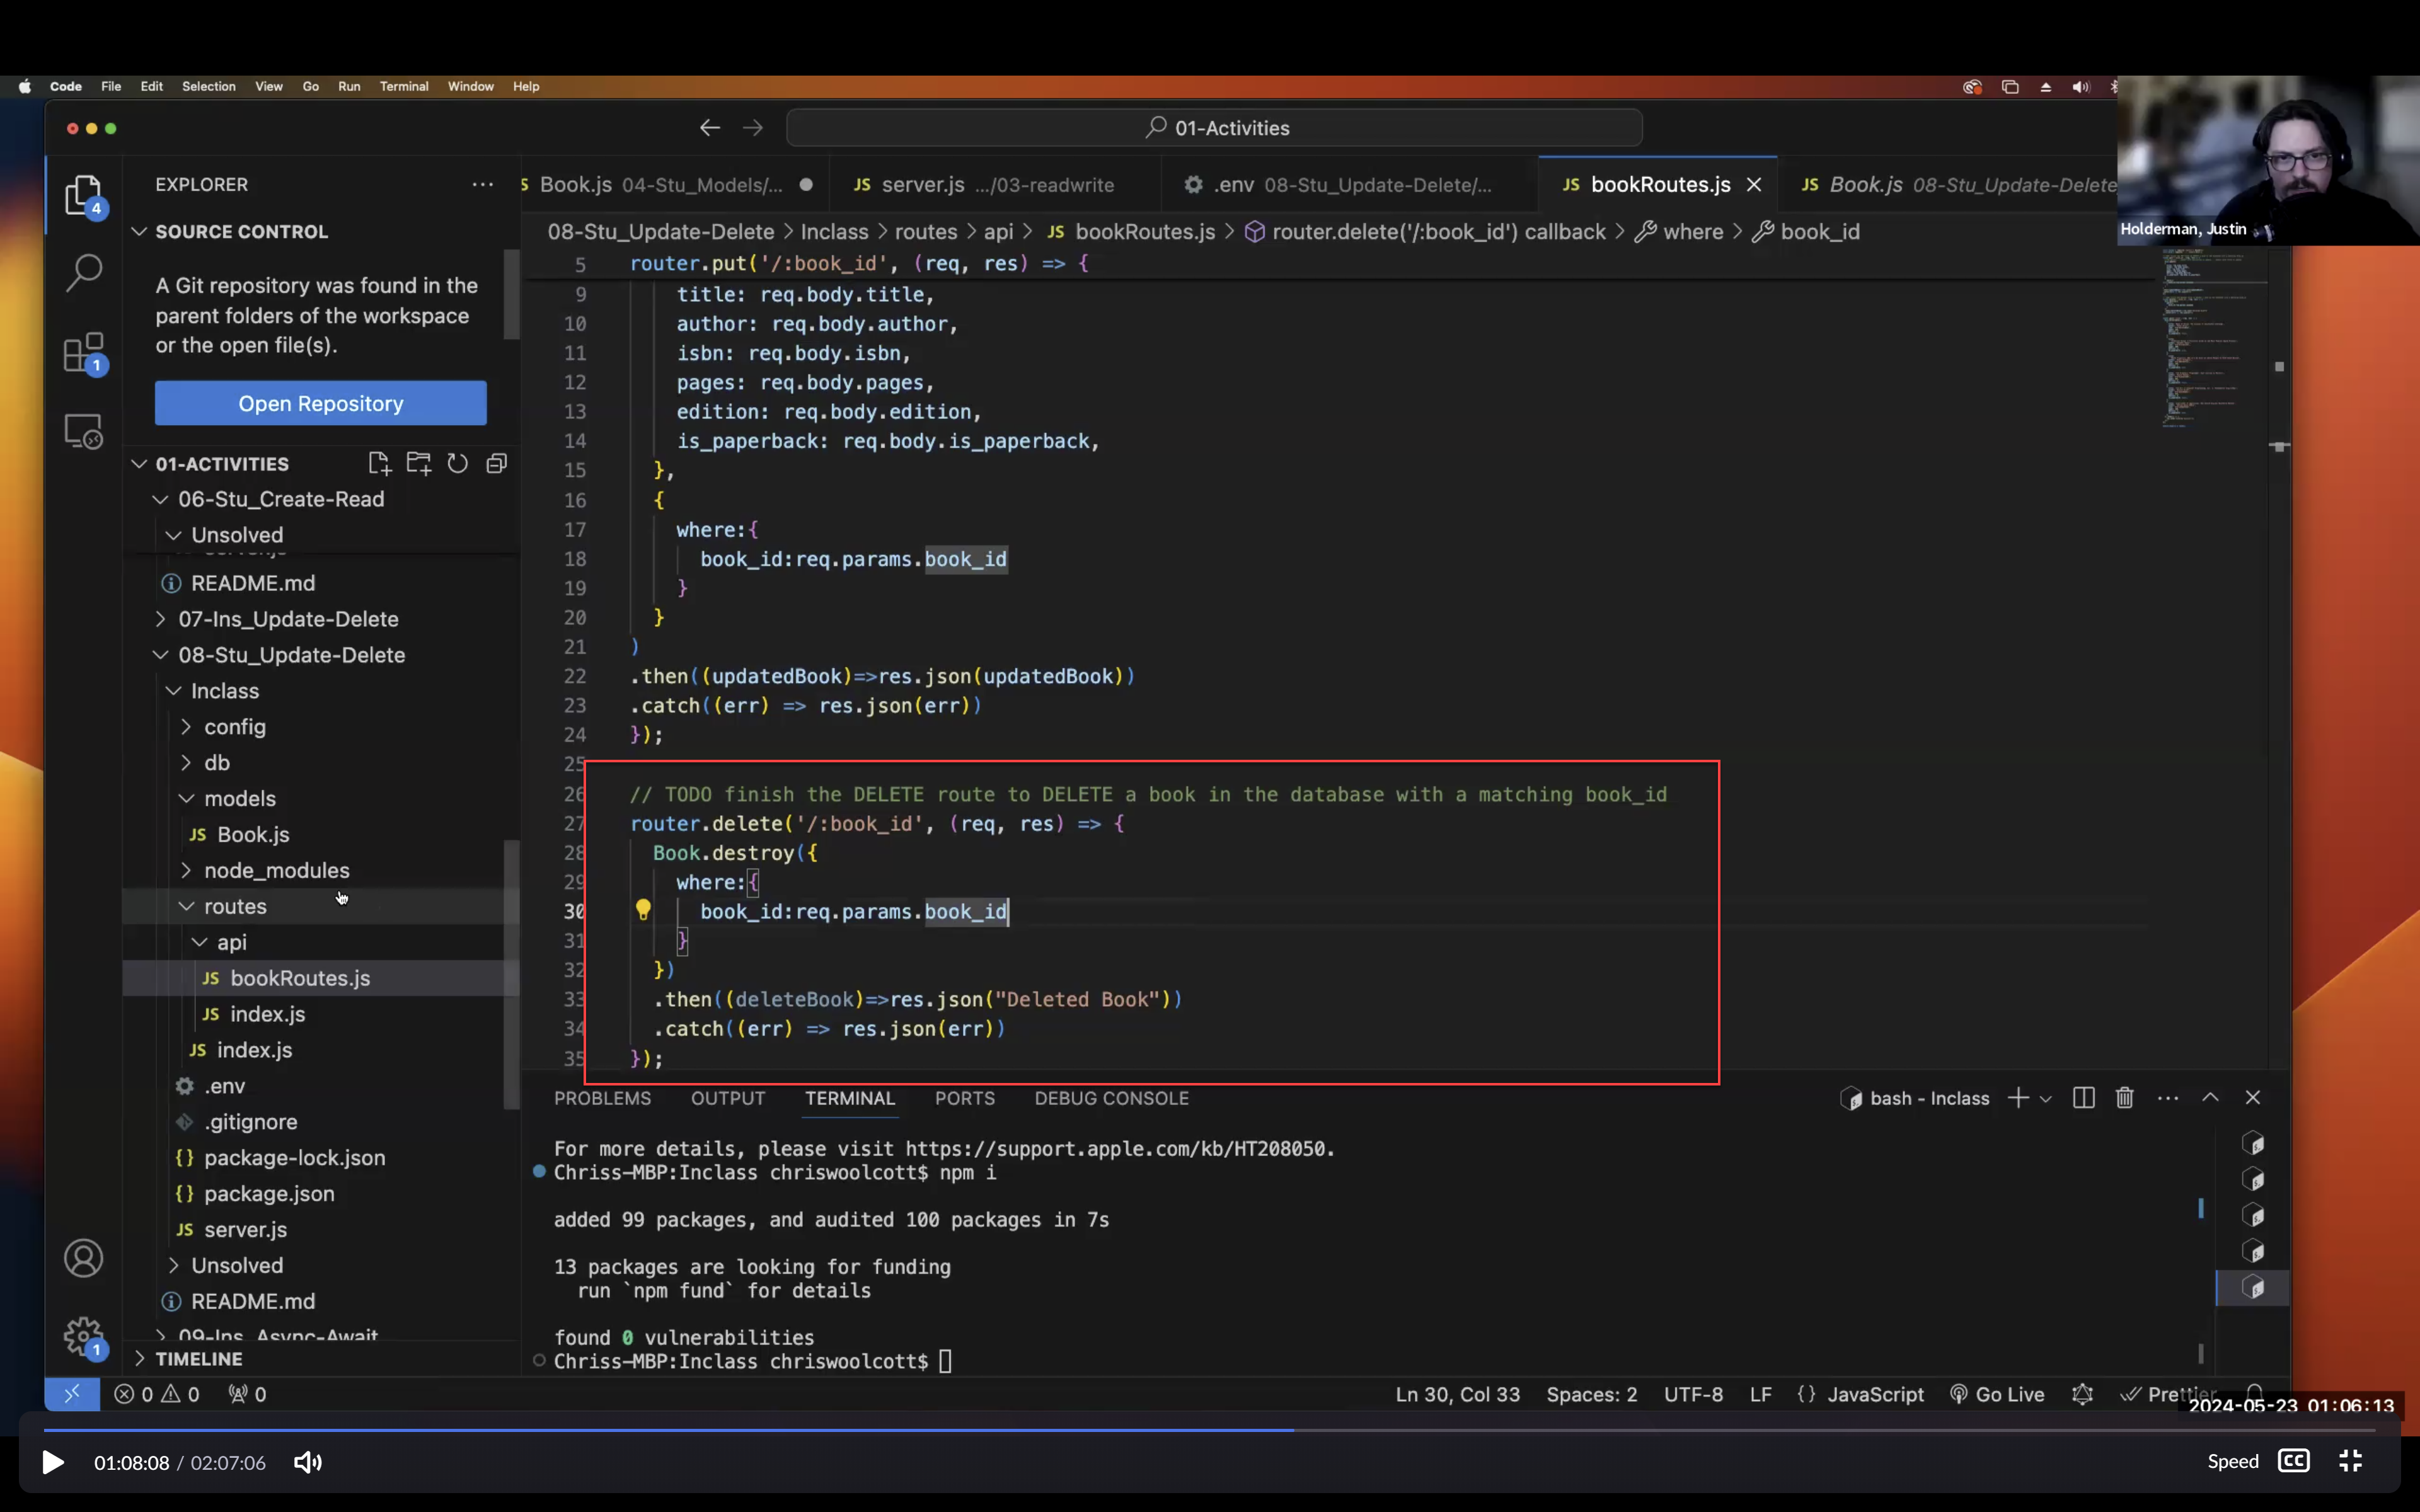 Code File Edit Selection View Go Run Terminal Window Help
01-Activities
Holderman, Justin
EXPLORER
Book.js 04-Stu_Models/...
JS server.js .../03-readwrite
.env 08-Stu_Update-Delete/...
JS bookRoutes.js
JS Book.js 08-Stu_Update-Delete
08-Stu_Update-Delete > Inclass > routes > api > JS bookRoutes.js > router.delete('/:book_id') callback > where > book_id
4
1
1
SOURCE CONTROL
A Git repository was found in the
parent folders of the workspace
or the open file(s).
Open Repository
01-ACTIVITIES
06-Stu_Create-Read
Unsolved
README.md
07-Ins_Update-Delete
08-Stu_Update-Delete
Inclass
config
db
models
JS Book.js
node_modules
routes
api
JS bookRoutes.js
JS index.js
JS index.js
.env
.gitignore
{} package-lock.json
{} package.json
JS server.js
Unsolved
README.md
09-Ins_Async-Await
TIMELINE
5 router.put('/:book_id', (req, res) => {
9 title: req.body.title,
10 author: req.body.author,
11 isbn: req.body.isbn,
12 pages: req.body.pages,
13 edition: req.body.edition,
14 is_paperback: req.body.is_paperback,
15 },
16 {
17 where:{
18 book_id:req.params.book_id
19 }
20 }
21 )
22 .then((updatedBook)=>res.json(updatedBook))
23 .catch((err) => res.json(err))
24 });
25
26 // TODO finish the DELETE route to DELETE a book in the database with a matching book_id
27 router.delete('/:book_id', (req, res) => {
28 Book.destroy({
29 where:{
30 book_id:req.params.book_id
31 }
32 })
33 .then((deleteBook)=>res.json("Deleted Book"))
34 .catch((err) => res.json(err))
35 });
PROBLEMS OUTPUT TERMINAL PORTS DEBUG CONSOLE
bash - Inclass
For more details, please visit https://support.apple.com/kb/HT208050.
Chriss-MBP:Inclass chriswoolcott$ npm i
added 99 packages, and audited 100 packages in 7s
13 packages are looking for funding
run `npm fund` for details
found 0 vulnerabilities
Chriss-MBP:Inclass chriswoolcott$
0 0 0
Ln 30, Col 33 Spaces: 2 UTF-8 LF {} JavaScript Go Live Prettier
2024-05-23 01:06:13
01:08:08 / 02:07:06
Speed CC